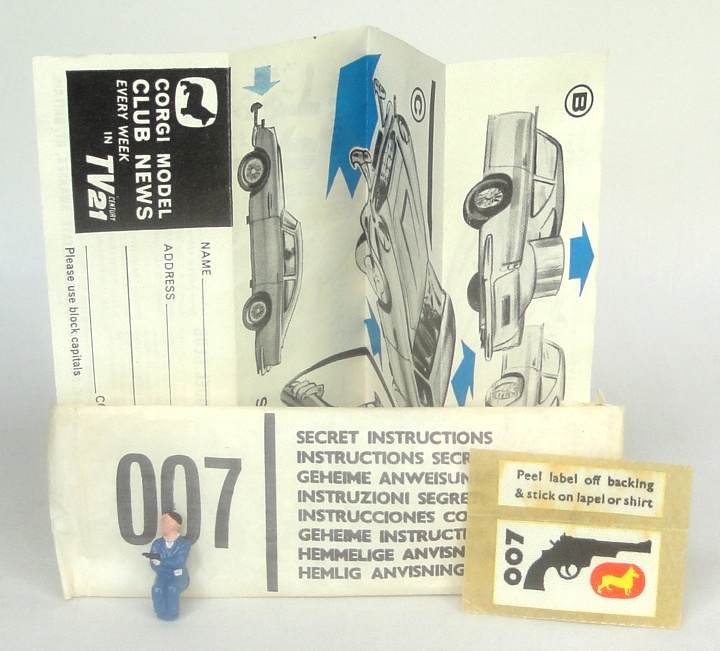 CORGI MODEL
CLUB NEWS
EVERY WEEK
IN
CENTURY
TV21
NAME
ADDRESS
Please use block capitals
B
C
007
SECRET INSTRUCTIONS
INSTRUCTIONS SECR
GEHEIME ANWEISUN
INSTRUZIONI SEGRE
INSTRUCCIONES CO
GEHEIME INSTRUCTI
HEMMELIGE ANVISN
HEMLIG ANVISNING
Peel label off backing
& stick on lapel or shirt
007